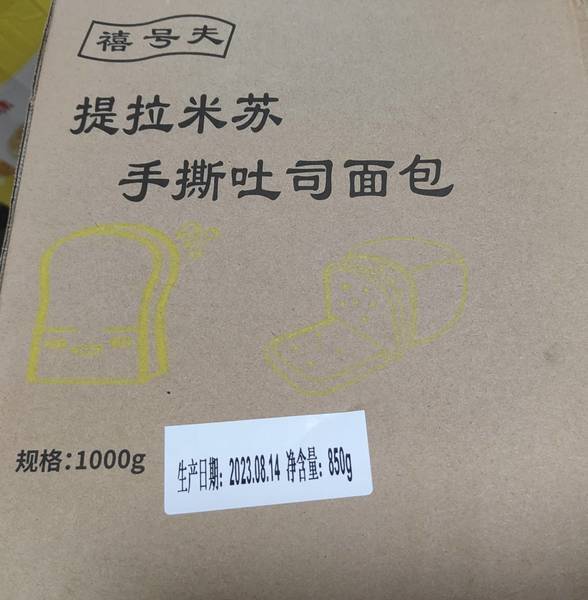 禧号夫
提拉米苏
手撕吐司面包
规格:1000g
生产日期: 2023.08.14 净含量: 850g